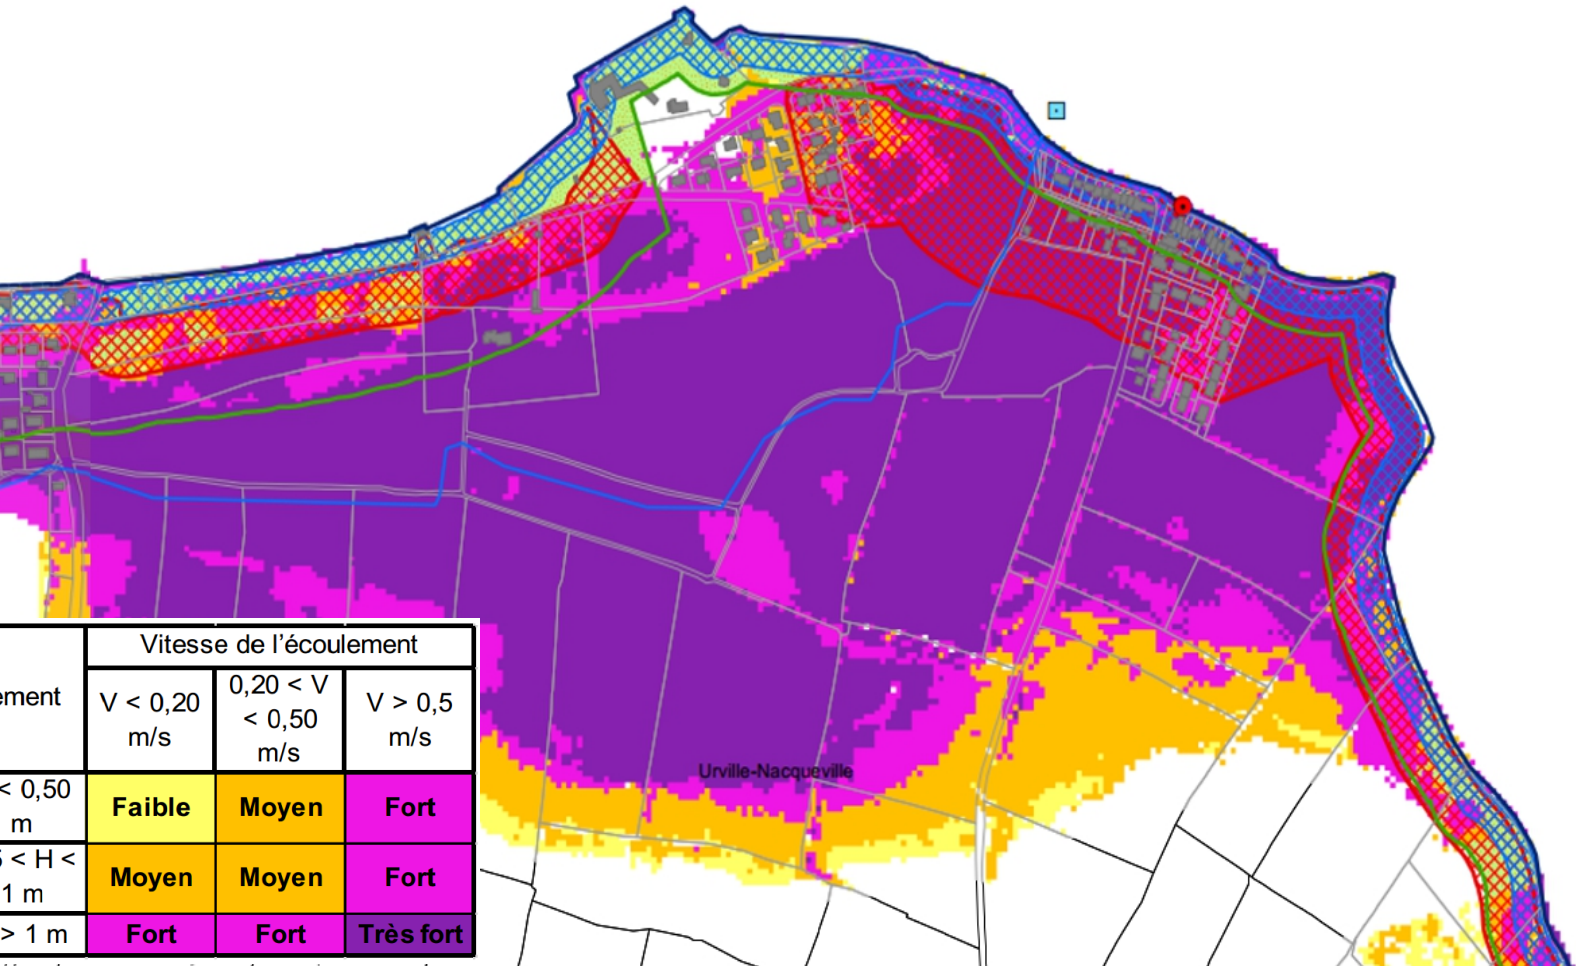 Urville-Nacqueville
Vitesse de l'écoulement
V < 0,20
m/s
0,20 < V
< 0,50
m/s
V > 0,5
m/s
< 0,50
m
Faible
Moyen
Fort
< H <
1 m
Moyen
Moyen
Fort
> 1 m
Fort
Fort
Très fort